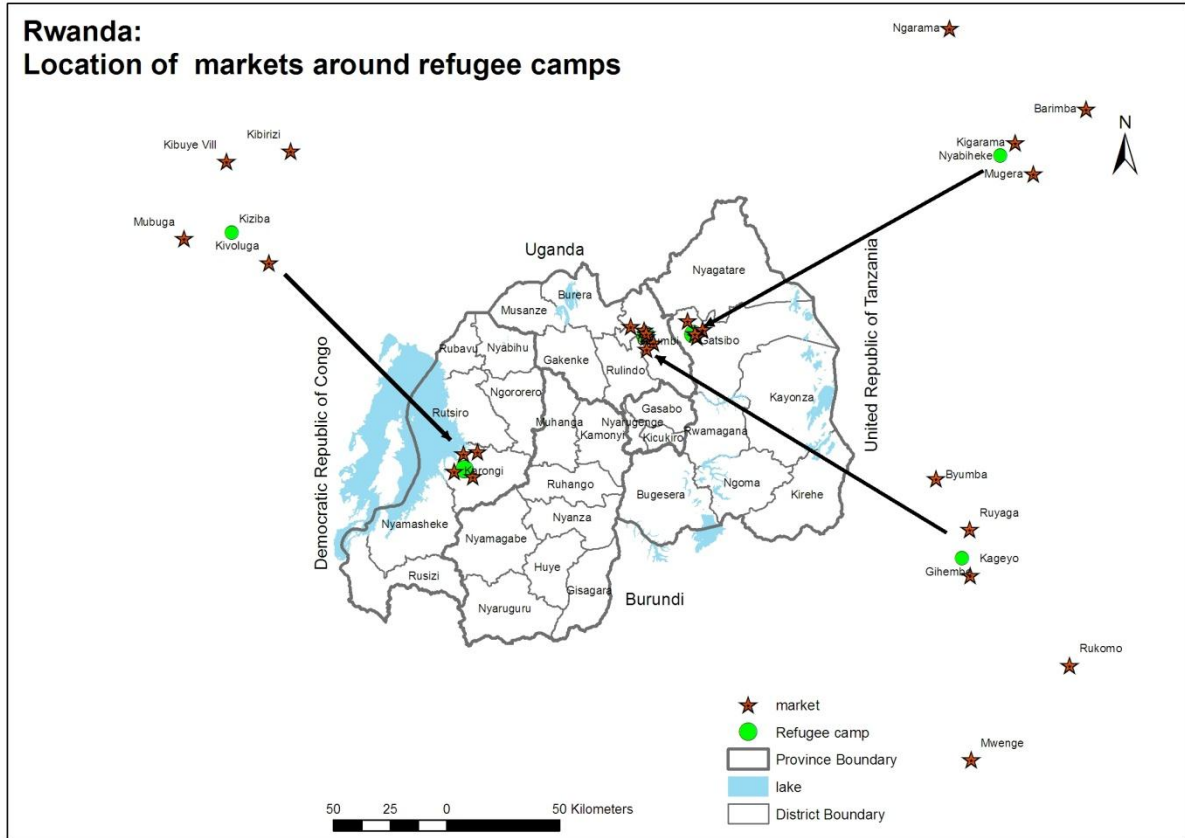 Rwanda:
Location of markets around refugee camps
Ngarama
Barimba
Kigarama
Nyabiheke
Mugera
N
Kibirizi
Kibuye Vill
Mubuga
Kiziba
Kivoluga
Uganda
Democratic Republic of Congo
United Republic of Tanzania
Burundi
Nyagatare
Burera
Musanze
Rubavu
Nyabihu
Gakenke
Rulindo
Gatsibo
Ngororero
Rutsiro
Muhanga
Kamonyi
Nyarugenge
Gasabo
Kicukiro
Rwamagana
Kayonza
Karongi
Ruhango
Bugesera
Ngoma
Kirehe
Nyamasheke
Nyamagabe
Nyanza
Huye
Gisagara
Rusizi
Nyaruguru
Byumba
Ruyaga
Kageyo
Rukomo
Mwenge
market
Refugee camp
Province Boundary
lake
District Boundary
50 25 0 50 Kilometers